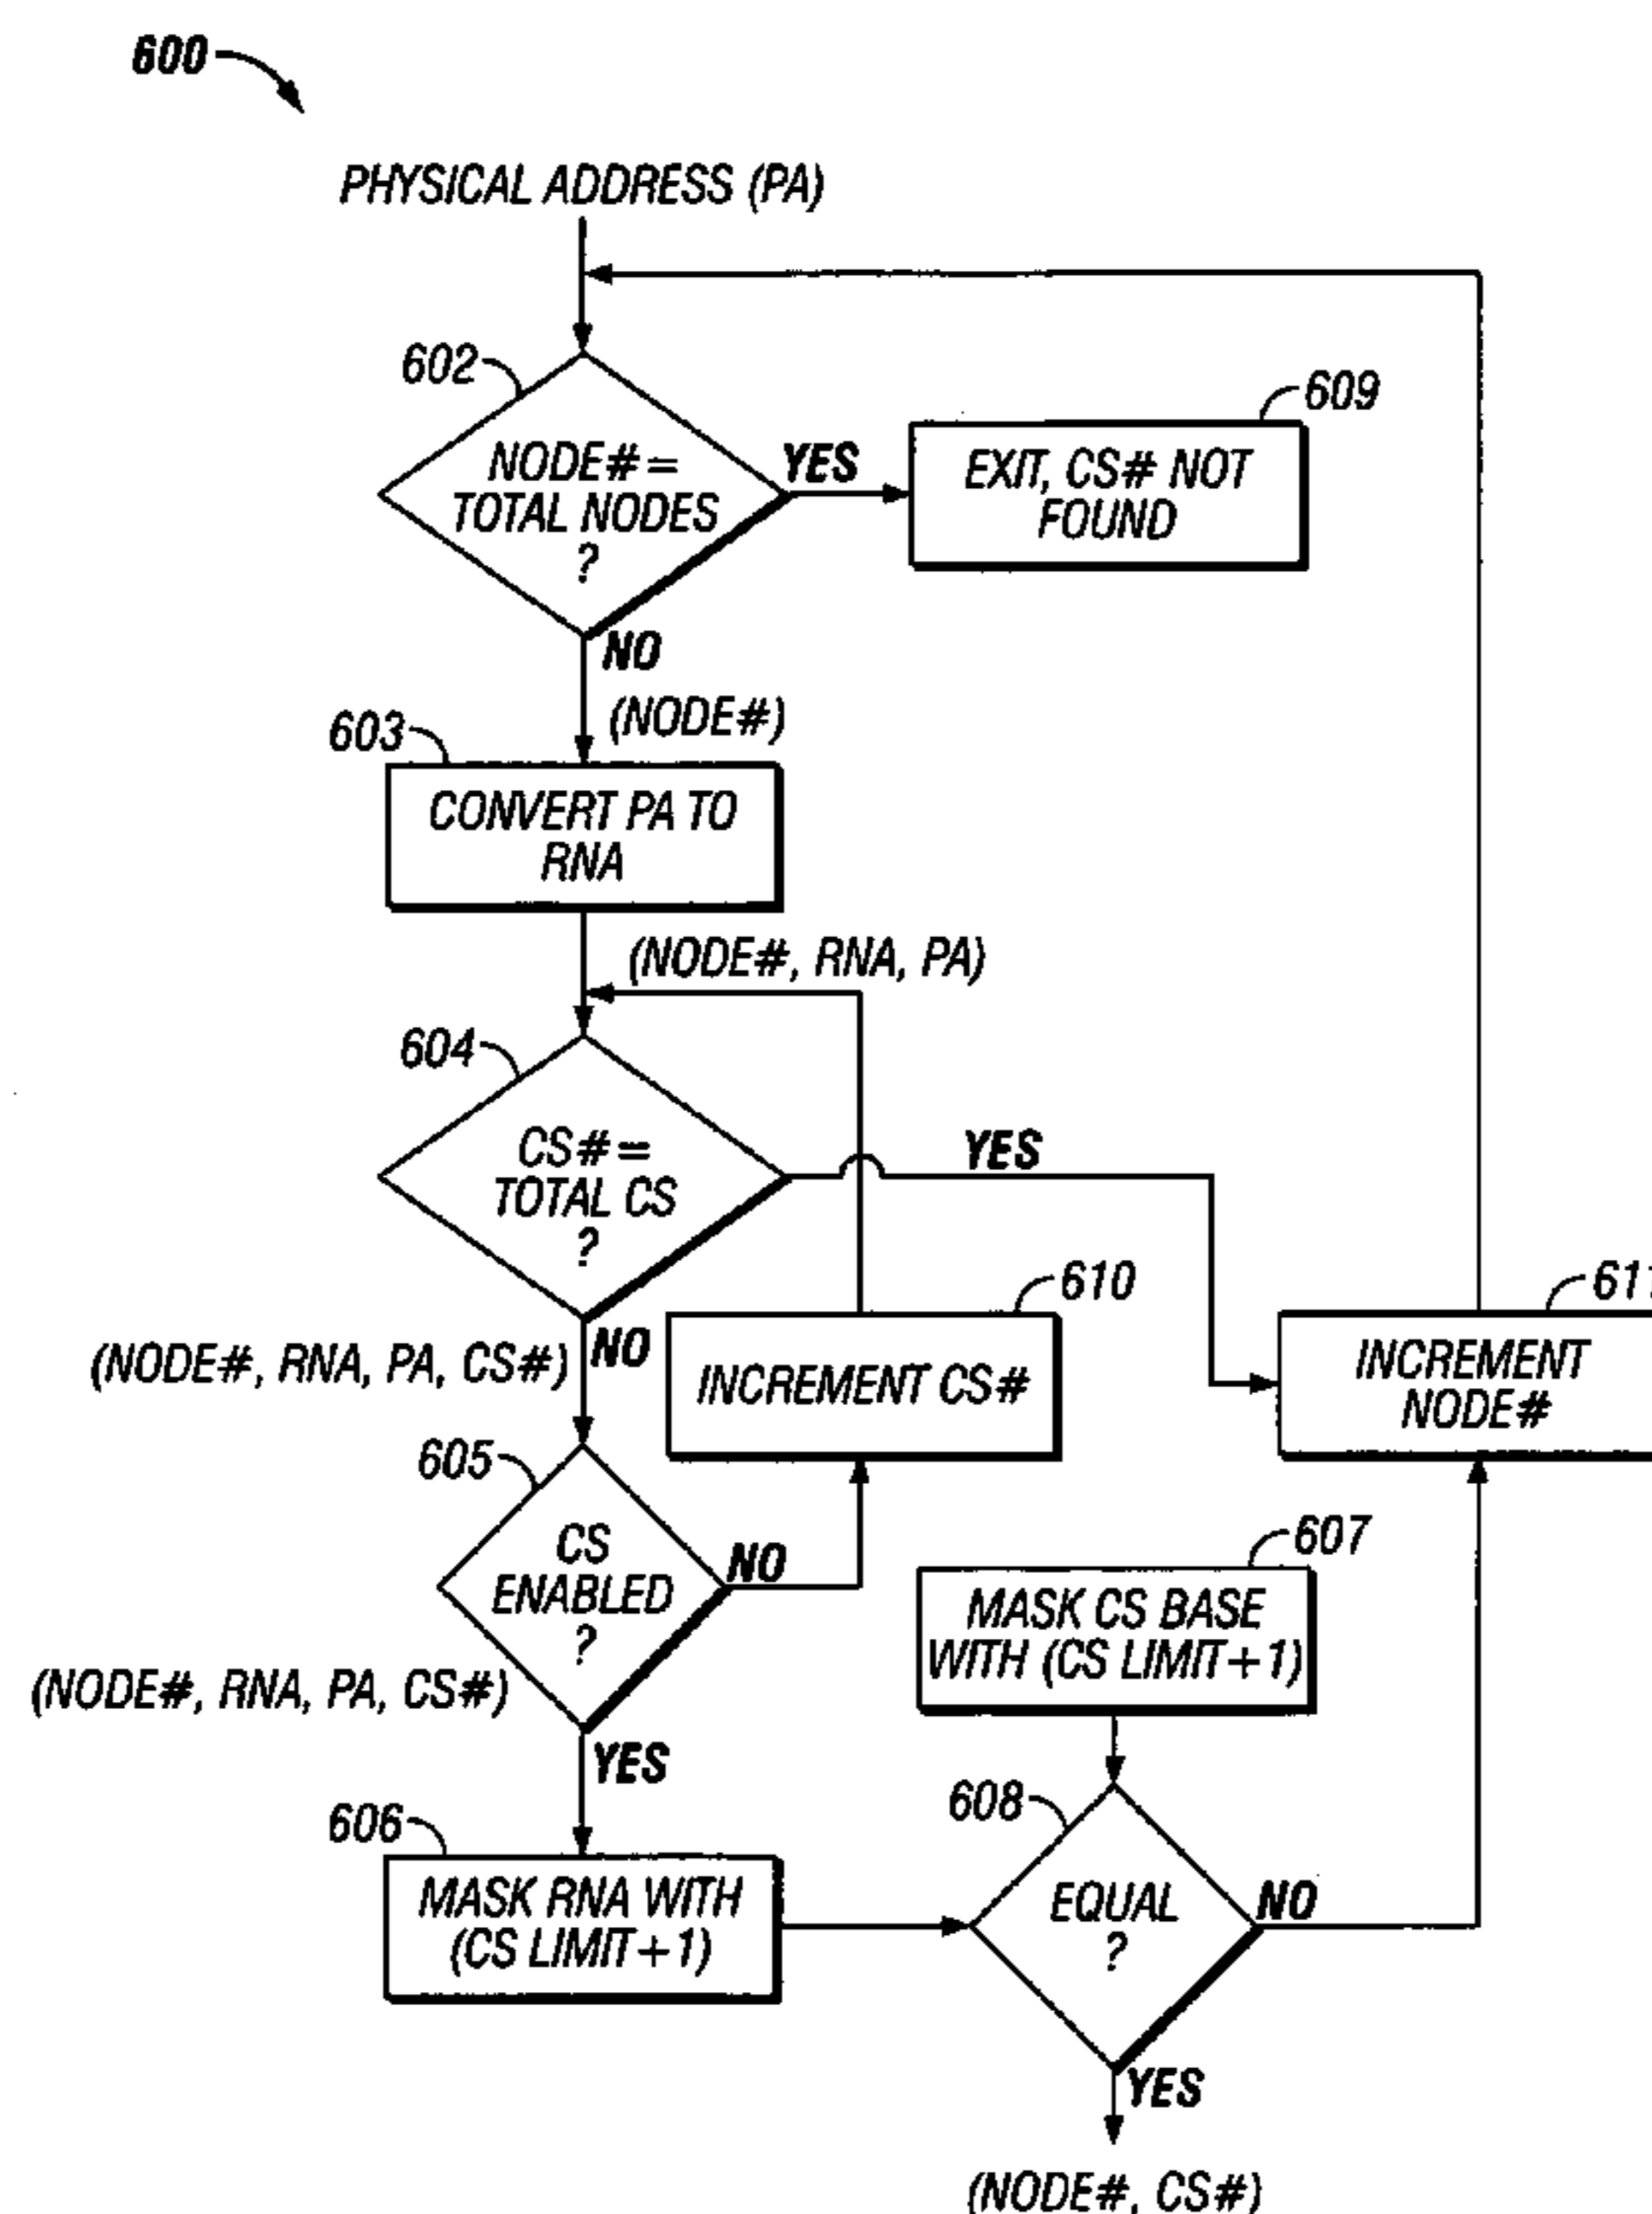 600
PHYSICAL ADDRESS (PA)
602
NODE# =
TOTAL NODES
?
YES
609
EXIT, CS# NOT
FOUND
NO
(NODE#)
603
CONVERT PA TO
RNA
(NODE#, RNA, PA)
604
CS# =
TOTAL CS
?
YES
NO
(NODE#, RNA, PA, CS#)
610
INCREMENT CS#
611
INCREMENT
NODE#
605
CS
ENABLED
?
NO
(NODE#, RNA, PA, CS#)
YES
607
MASK CS BASE
WITH (CS LIMIT+1)
606
MASK RNA WITH
(CS LIMIT+1)
608
EQUAL
?
NO
YES
(NODE#, CS#)